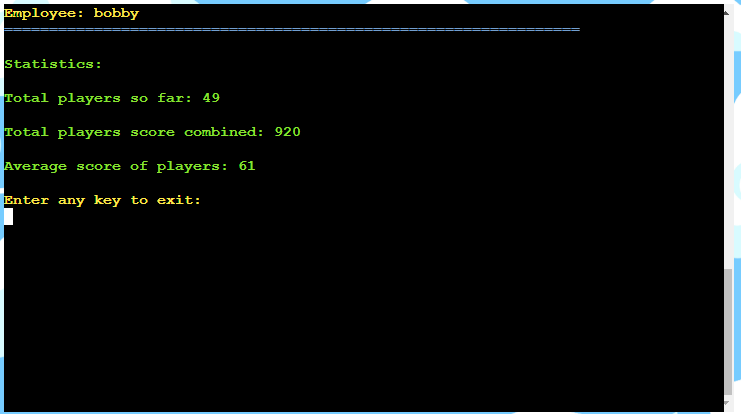 Employee: bobby
================================================================
Statistics:
Total players so far: 49
Total players score combined: 920
Average score of players: 61
Enter any key to exit: